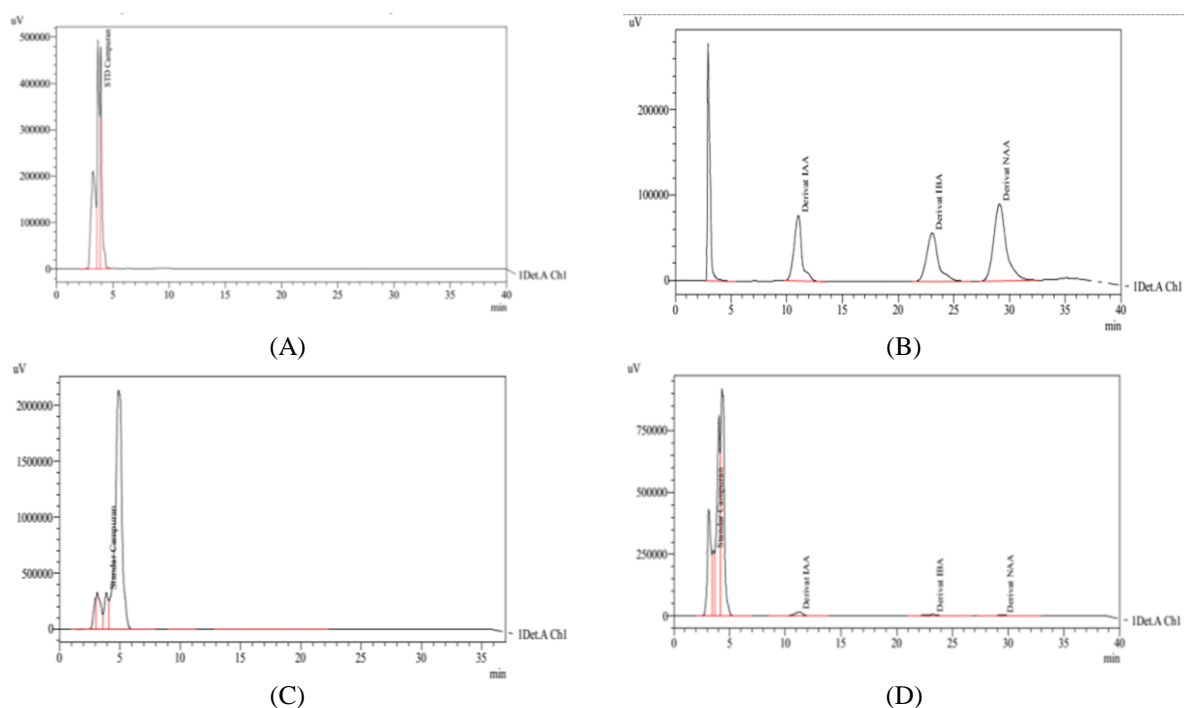 uV
500000
400000
300000
200000
100000
0
STD Campuran
0 5 10 15 20 25 30 35 40
min
1Det.A Ch1
(A)
uV
200000
100000
0
Derivat IAA
Derivat IBA
Derivat NAA
0 5 10 15 20 25 30 35 40
min
1Det.A Ch1
(B)
uV
2000000
1500000
1000000
500000
0
Standar Campuran
0 5 10 15 20 25 30 35
min
1Det.A Ch1
(C)
uV
750000
500000
250000
0
Standar Campuran
Derivat IAA
Derivat IBA
Derivat NAA
0 5 10 15 20 25 30 35 40
min
1Det.A Ch1
(D)